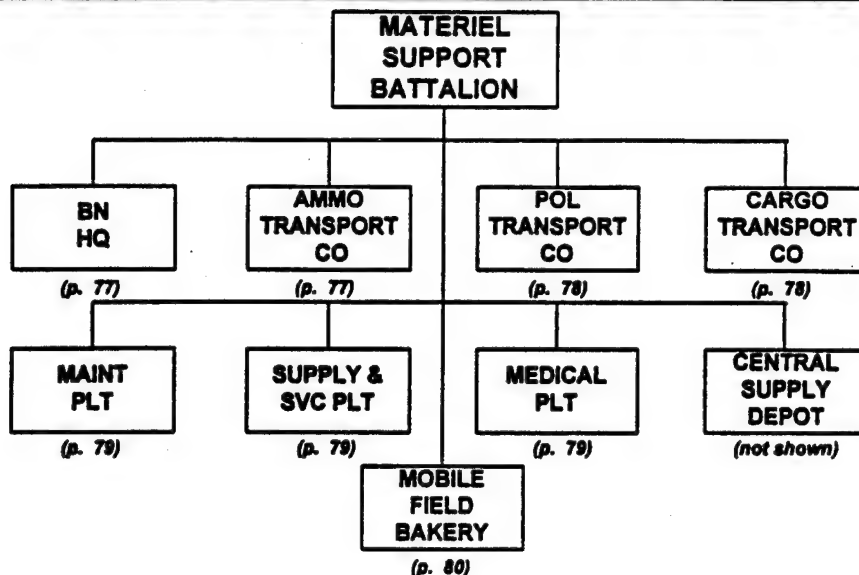 MATERIEL
SUPPORT
BATTALION
BN
HQ
(p. 77)
AMMO
TRANSPORT
CO
(p. 77)
POL
TRANSPORT
CO
(p. 78)
CARGO
TRANSPORT
CO
(p. 78)
MAINT
PLT
(p. 79)
SUPPLY &
SVC PLT
(p. 79)
MEDICAL
PLT
(p. 79)
CENTRAL
SUPPLY
DEPOT
(not shown)
MOBILE
FIELD
BAKERY
(p. 80)